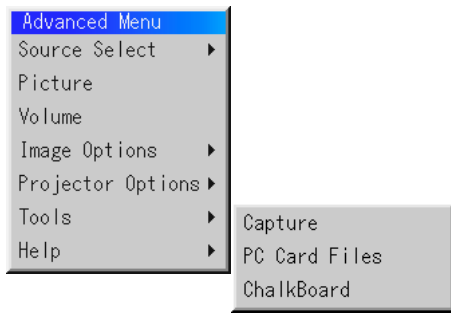 Advanced Menu
Source Select
Picture
Volume
Image Options
Projector Options
Tools
Help
Capture
PC Card Files
ChalkBoard